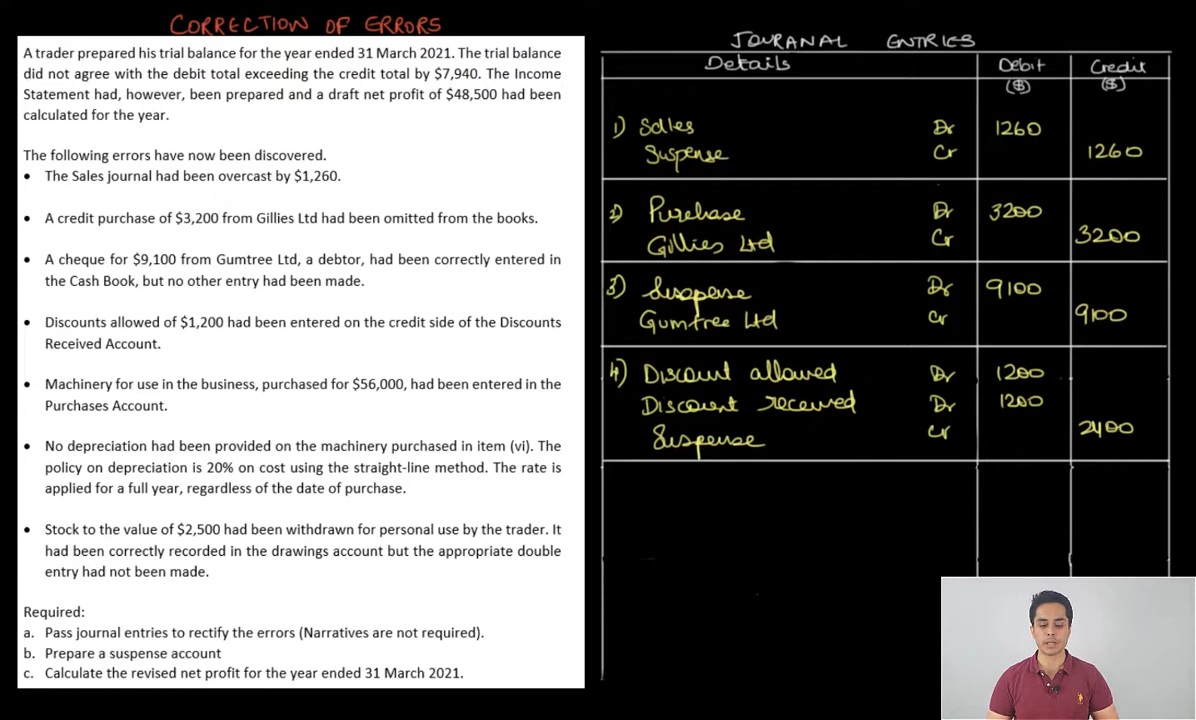 CORRECTION OF ERRORS
A trader prepared his trial balance for the year ended 31 March 2021. The trial balance
did not agree with the debit total exceeding the credit total by $7,940. The Income
Statement had, however, been prepared and a draft net profit of $48,500 had been
calculated for the year.
The following errors have now been discovered.
• The Sales journal had been overcast by $1,260.
• A credit purchase of $3,200 from Gillies Ltd had been omitted from the books.
• A cheque for $9,100 from Gumtree Ltd, a debtor, had been correctly entered in
the Cash Book, but no other entry had been made.
• Discounts allowed of $1,200 had been entered on the credit side of the Discounts
Received Account.
• Machinery for use in the business, purchased for $56,000, had been entered in the
Purchases Account.
• No depreciation had been provided on the machinery purchased in item (vi). The
policy on depreciation is 20% on cost using the straight-line method. The rate is
applied for a full year, regardless of the date of purchase.
• Stock to the value of $2,500 had been withdrawn for personal use by the trader. It
had been correctly recorded in the drawings account but the appropriate double
entry had not been made.
Required:
a. Pass journal entries to rectify the errors (Narratives are not required).
b. Prepare a suspense account
c. Calculate the revised net profit for the year ended 31 March 2021.
JOURANAL ENTRIES
Details Debit ($) Credit ($)
1) Sales Dr 1260
Suspense Cr 1260
2) Purchase Dr 3200
Gillies Ltd Cr 3200
3) Suspense Dr 9100
Gumtree Ltd Cr 9100
4) Discount allowed Dr 1200
Discount received Dr 1200
Suspense Cr 2400